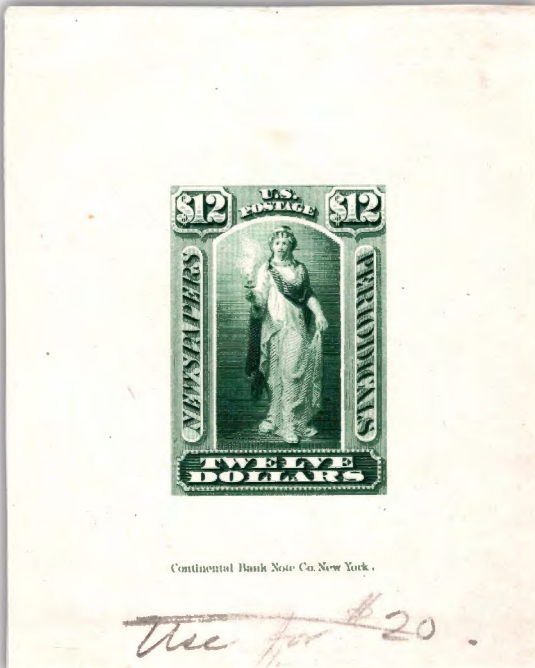 $12 U.S. $12
POSTAGE
NEWSPAPERS
PERIODICALS
TWELVE
DOLLARS
Continental Bank Note Co. New York.
Use for $20.